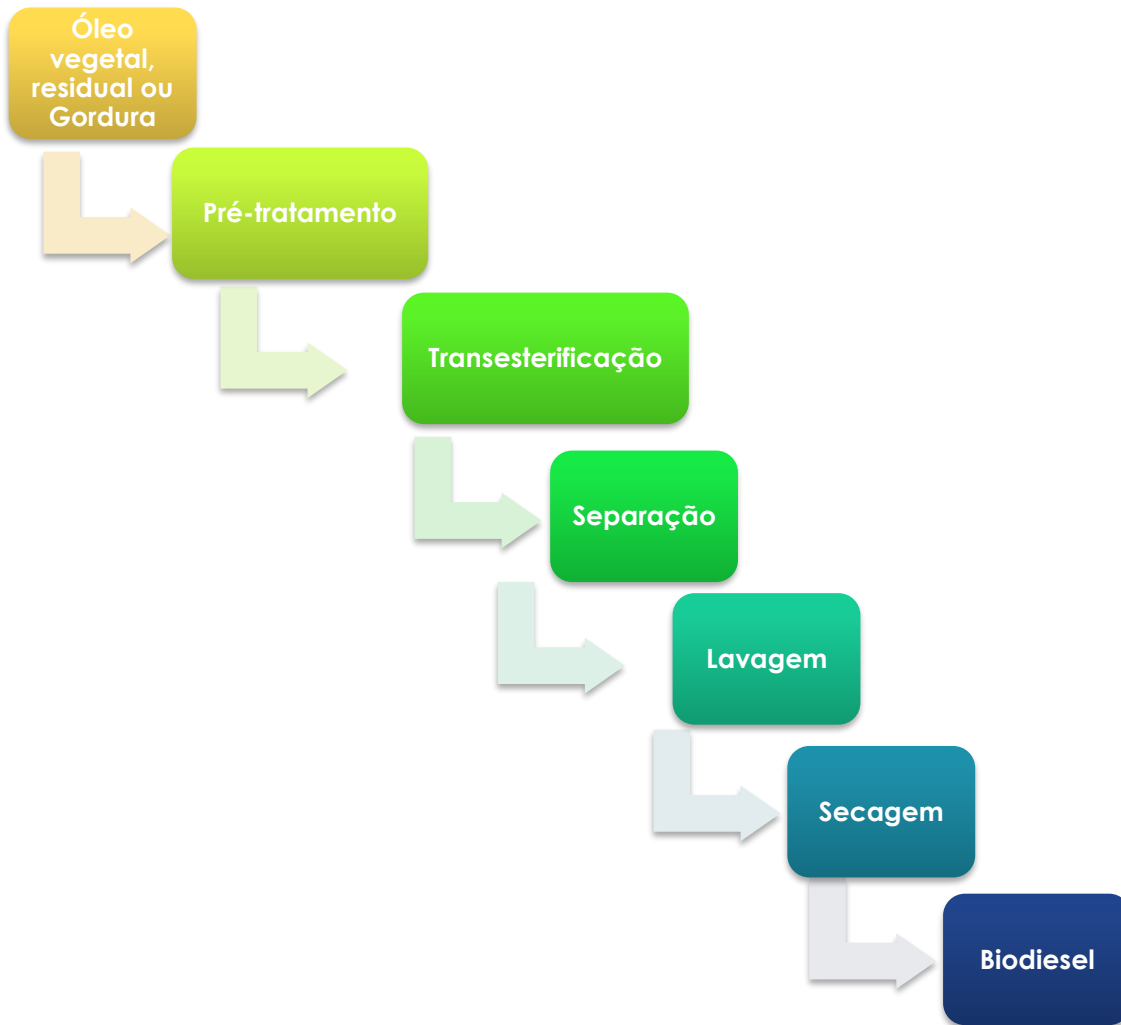 Óleo
vegetal,
residual ou
Gordura
Pré-tratamento
Transesterificação
Separação
Lavagem
Secagem
Biodiesel